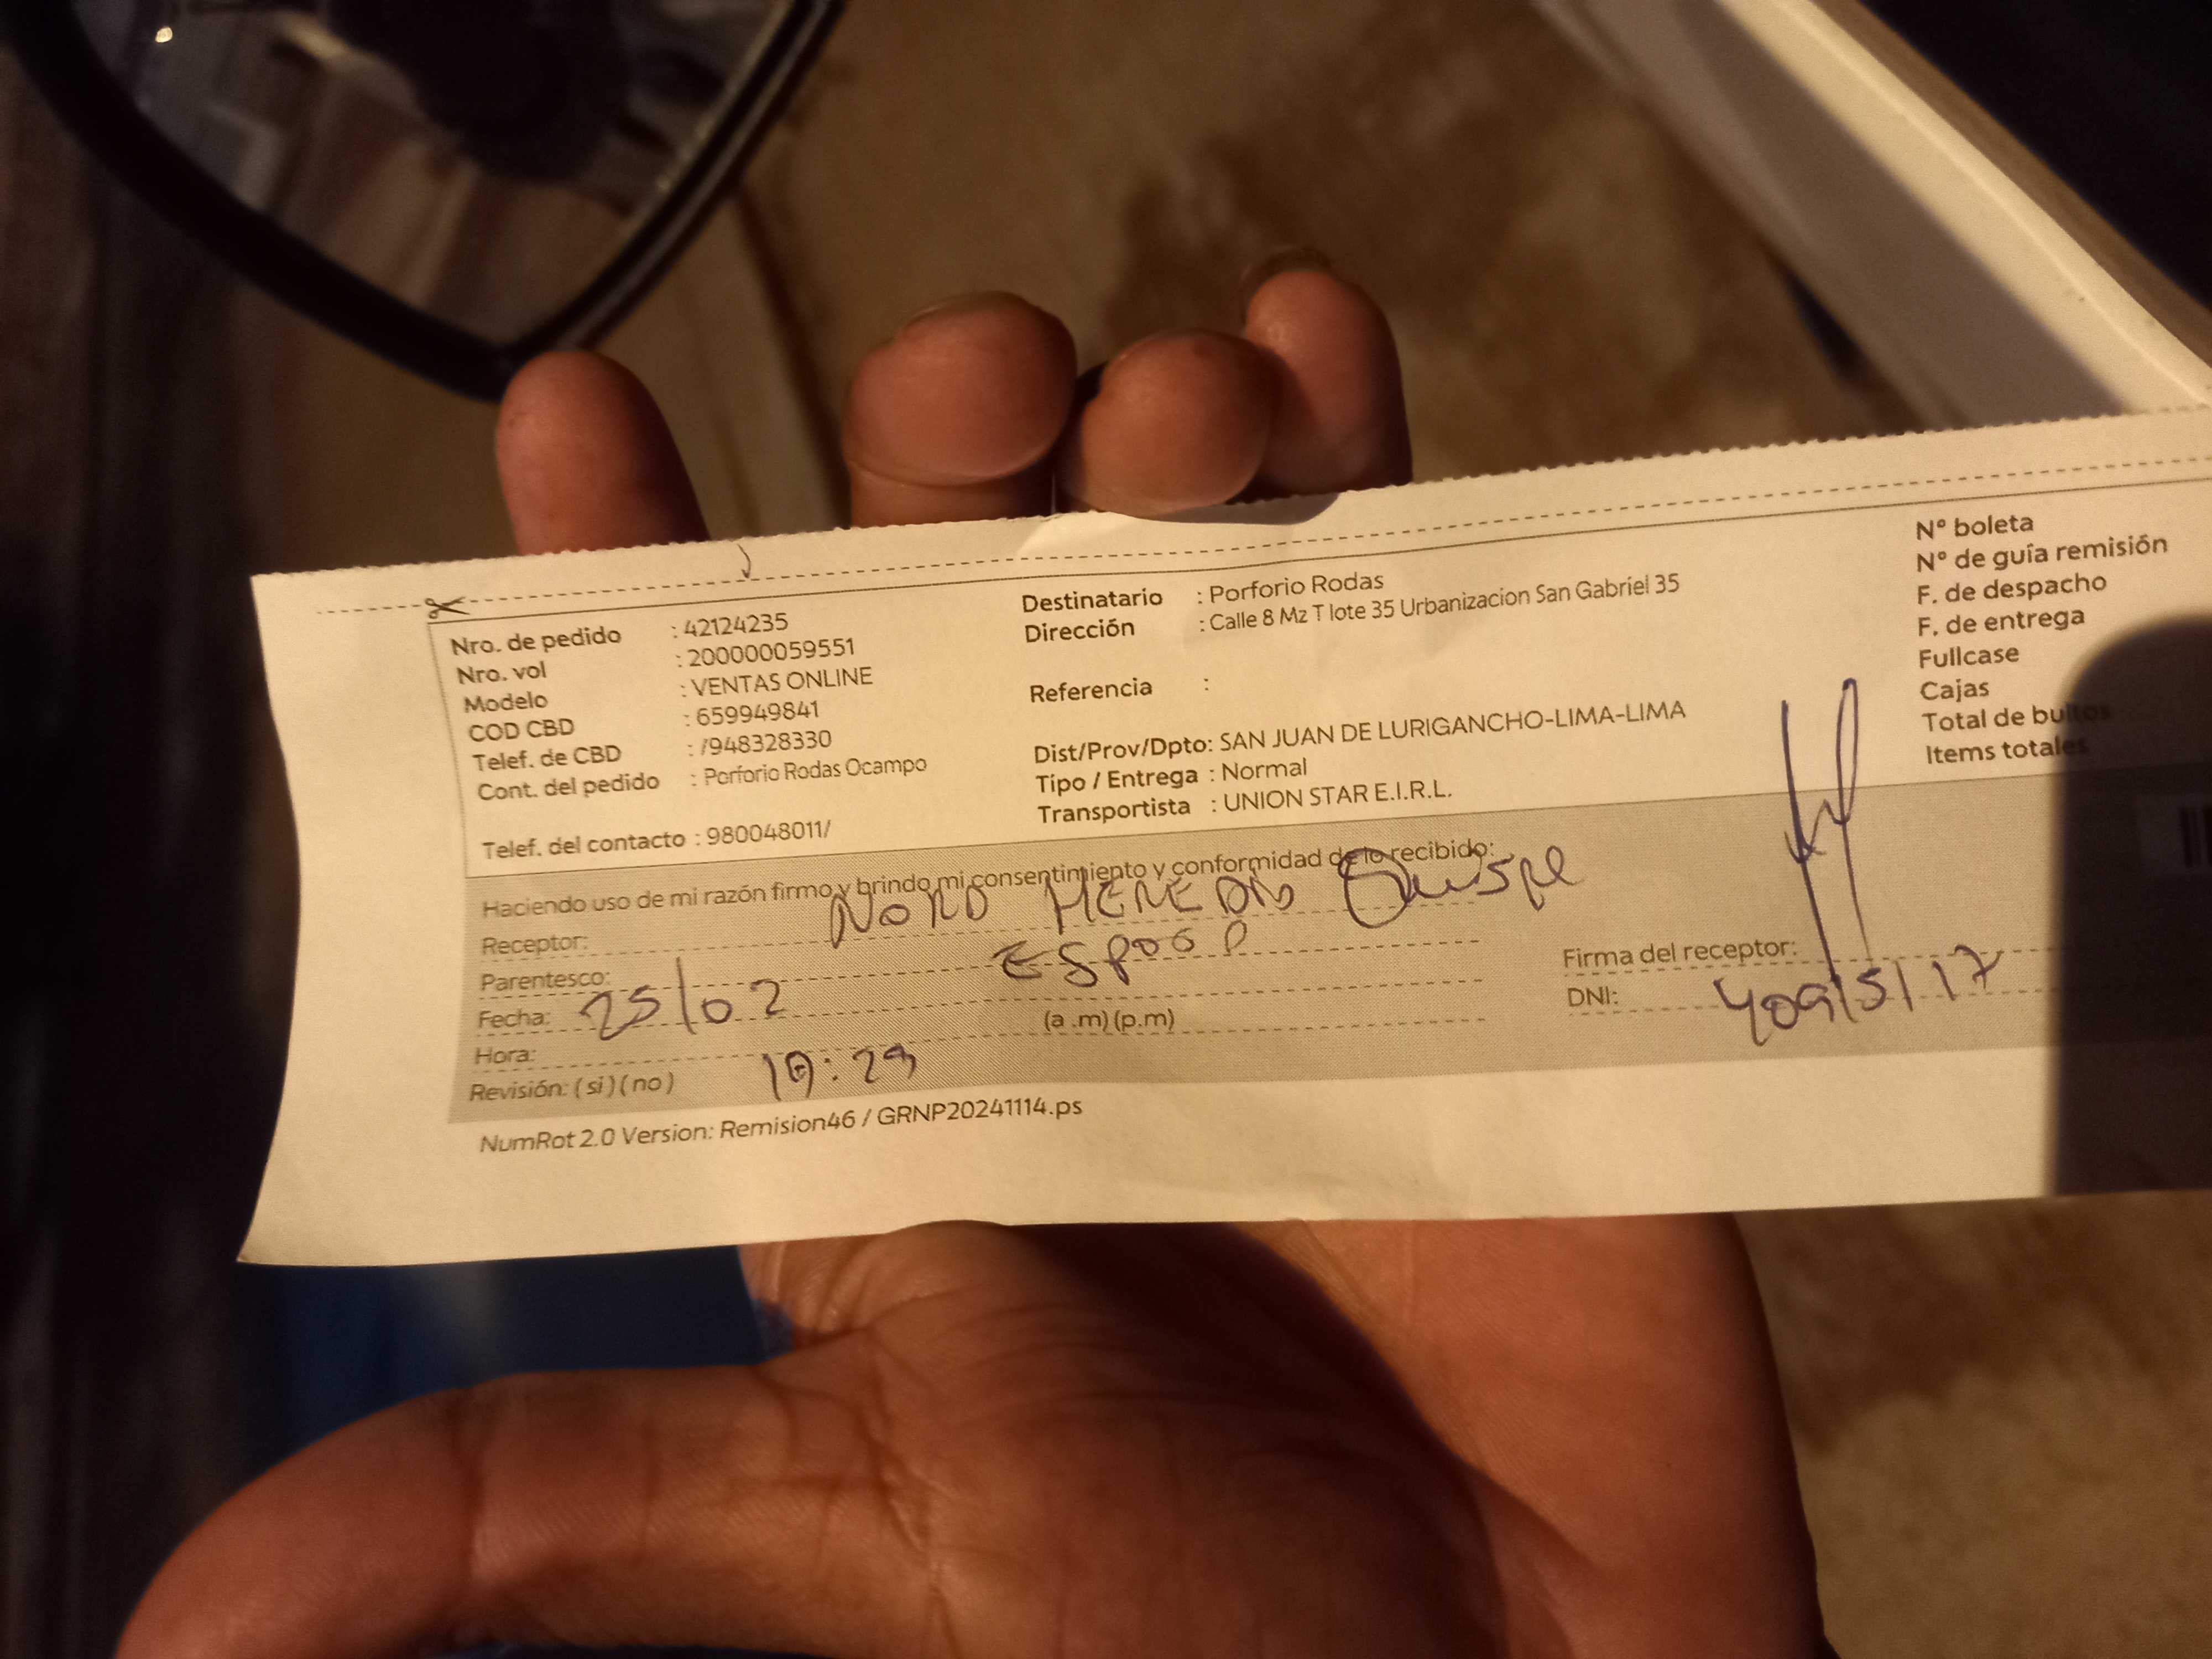 Nro. de pedido : 42124235
Nro. vol : 200000059551
Modelo : VENTAS ONLINE
COD CBD : 659949841
Telef. de CBD : /948328330
Cont. del pedido : Porforio Rodas Ocampo
Telef. del contacto : 980048011/
Destinatario : Porforio Rodas
Dirección : Calle 8 Mz T lote 35 Urbanizacion San Gabriel 35
Referencia :
Dist/Prov/Dpto: SAN JUAN DE LURIGANCHO-LIMA-LIMA
Tipo / Entrega : Normal
Transportista : UNION STAR E.I.R.L.
Nº boleta
Nº de guía remisión
F. de despacho
F. de entrega
Fullcase
Cajas
Total de bultos
Items totales
Haciendo uso de mi razón firmo y brindo mi consentimiento y conformidad de lo recibido:
Receptor: Quispe
Parentesco: ESPOSO
Fecha: 25/02
Hora: (a .m) (p.m)
Revisión: ( si ) ( no ) 19:29
Firma del receptor:
DNI: 40915117
NumRot 2.0 Version: Remision46 / GRNP20241114.ps